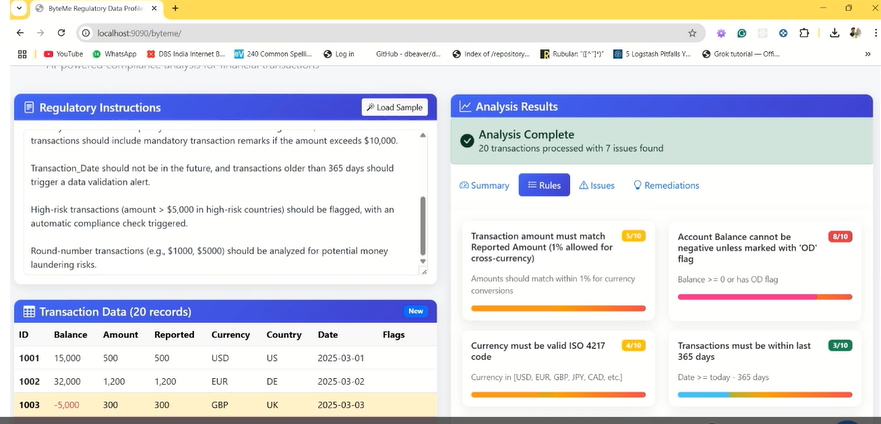 ByteMe Regulatory Data Profile
localhost:9090/byteme/
YouTube
WhatsApp
DBS India Internet B...
240 Common Spelli...
Log in
GitHub - dbeaver/d...
Index of /repository...
Rubular: "([^"]*)"
5 Logstash Pitfalls Y...
Grok tutorial — Offi...
AI-powered compliance analysis for financial transactions
Regulatory Instructions
Load Sample
transactions should include mandatory transaction remarks if the amount exceeds $10,000.
Transaction_Date should not be in the future, and transactions older than 365 days should
trigger a data validation alert.
High-risk transactions (amount > $5,000 in high-risk countries) should be flagged, with an
automatic compliance check triggered.
Round-number transactions (e.g., $1000, $5000) should be analyzed for potential money
laundering risks.
Transaction Data (20 records)
New
ID Balance Amount Reported Currency Country Date Flags
1001 15,000 500 500 USD US 2025-03-01
1002 32,000 1,200 1,200 EUR DE 2025-03-02
1003 -5,000 300 300 GBP UK 2025-03-03
Analysis Results
Analysis Complete
20 transactions processed with 7 issues found
Summary
Rules
Issues
Remediations
Transaction amount must match
Reported Amount (1% allowed for
cross-currency)
5/10
Amounts should match within 1% for currency
conversions
Account Balance cannot be
negative unless marked with 'OD'
flag
8/10
Balance >= 0 or has OD flag
Currency must be valid ISO 4217
code
4/10
Currency in [USD, EUR, GBP, JPY, CAD, etc.]
Transactions must be within last
365 days
3/10
Date >= today - 365 days